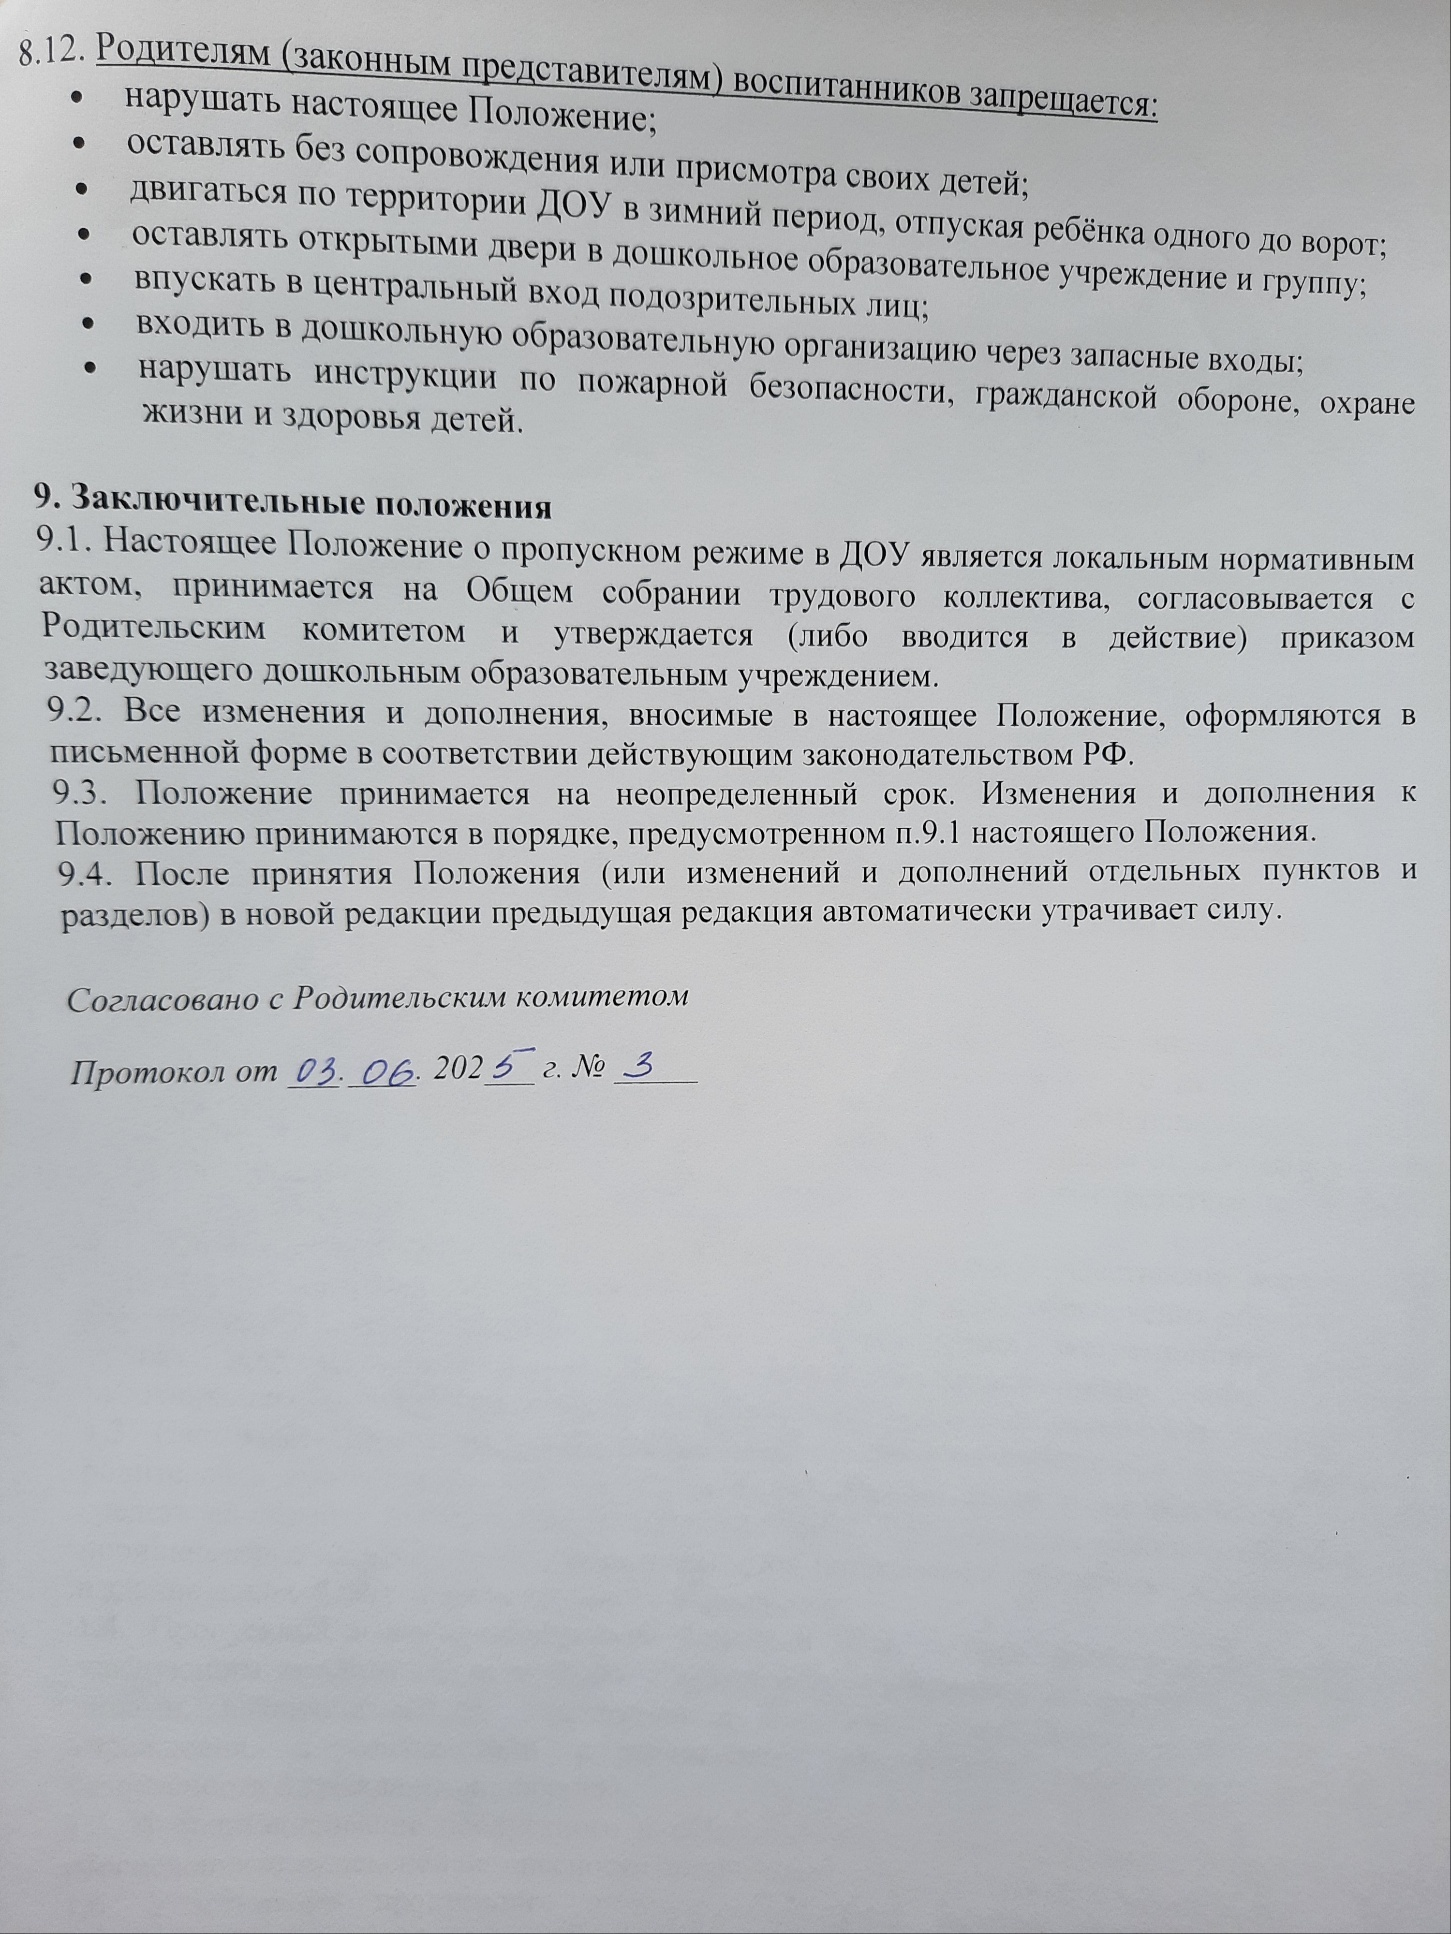 8.12. Родителям (законным представителям) воспитанников запрещается:
• нарушать настоящее Положение;
• оставлять без сопровождения или присмотра своих детей;
• двигаться по территории ДОУ в зимний период, отпуская ребёнка одного до ворот;
• оставлять открытыми двери в дошкольное образовательное учреждение и группу;
• впускать в центральный вход подозрительных лиц;
• входить в дошкольную образовательную организацию через запасные входы;
• нарушать инструкции по пожарной безопасности, гражданской обороне, охране
жизни и здоровья детей.
9. Заключительные положения
9.1. Настоящее Положение о пропускном режиме в ДОУ является локальным нормативным
актом, принимается на Общем собрании трудового коллектива, согласовывается с
Родительским комитетом и утверждается (либо вводится в действие) приказом
заведующего дошкольным образовательным учреждением.
9.2. Все изменения и дополнения, вносимые в настоящее Положение, оформляются в
письменной форме в соответствии действующим законодательством РФ.
9.3. Положение принимается на неопределенный срок. Изменения и дополнения к
Положению принимаются в порядке, предусмотренном п.9.1 настоящего Положения.
9.4. После принятия Положения (или изменений и дополнений отдельных пунктов и
разделов) в новой редакции предыдущая редакция автоматически утрачивает силу.
Согласовано с Родительским комитетом
Протокол от 03. 06. 2025 г. № 3